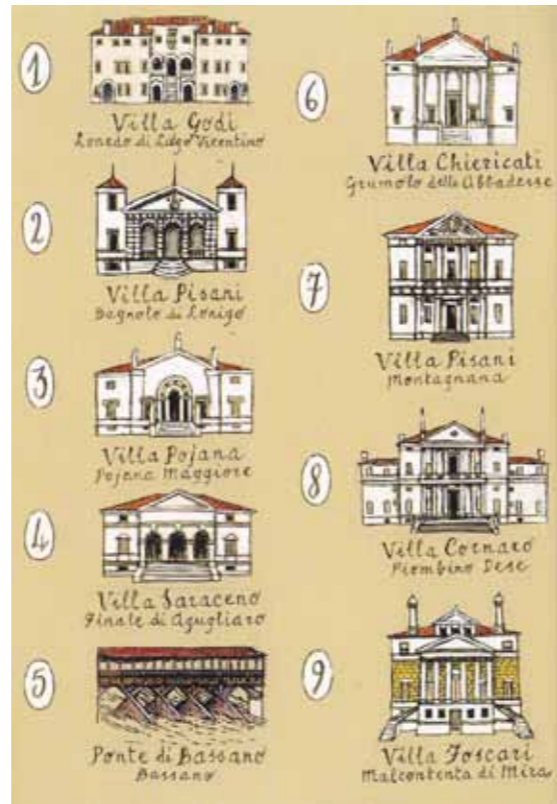 1
Villa Godi
Lonedo di Lugo Vicentino
2
Villa Pisani
Bagnolo di Lonigo
3
Villa Pojana
Pojana Maggiore
4
Villa Saraceno
Finale di Agugliaro
5
Ponte di Bassano
Bassano
6
Villa Chiericati
Grumolo delle Abbadesse
7
Villa Pisani
Montagnana
8
Villa Cornaro
Piombino Dese
9
Villa Foscari
Malcontenta di Mira